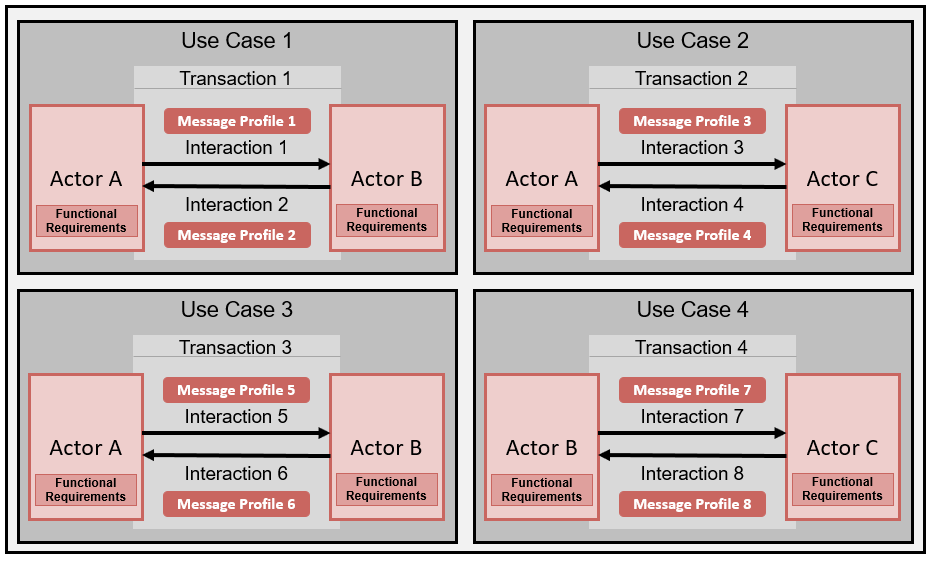 Use Case 1
Transaction 1
Message Profile 1
Interaction 1
Actor A
Actor B
Functional
Requirements
Functional
Requirements
Interaction 2
Message Profile 2
Use Case 2
Transaction 2
Message Profile 3
Interaction 3
Actor A
Actor C
Functional
Requirements
Functional
Requirements
Interaction 4
Message Profile 4
Use Case 3
Transaction 3
Message Profile 5
Interaction 5
Actor A
Actor B
Functional
Requirements
Functional
Requirements
Interaction 6
Message Profile 6
Use Case 4
Transaction 4
Message Profile 7
Interaction 7
Actor B
Actor C
Functional
Requirements
Functional
Requirements
Interaction 8
Message Profile 8